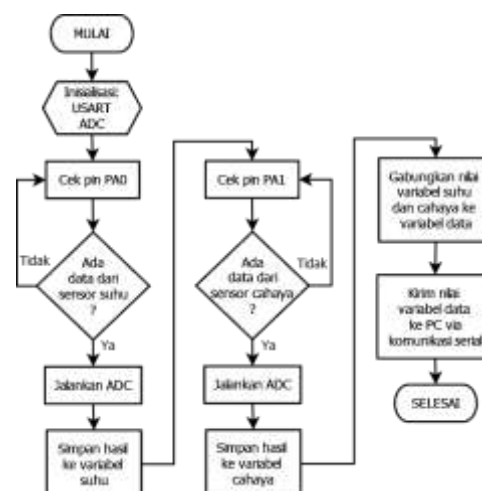 MULAI
Inisialisasi:
USART
ADC
Cek pin PA0
Ada
data dari
sensor suhu
?
Tidak
Ya
Jalankan ADC
Simpan hasil
ke variabel
suhu
Cek pin PA1
Ada
data dari
sensor cahaya
?
Tidak
Ya
Jalankan ADC
Simpan hasil
ke variabel
cahaya
Gabungkan nilai
variabel suhu
dan cahaya ke
variabel data
Kirim nilai
variabel data
ke PC via
komunikasi serial
SELESAI